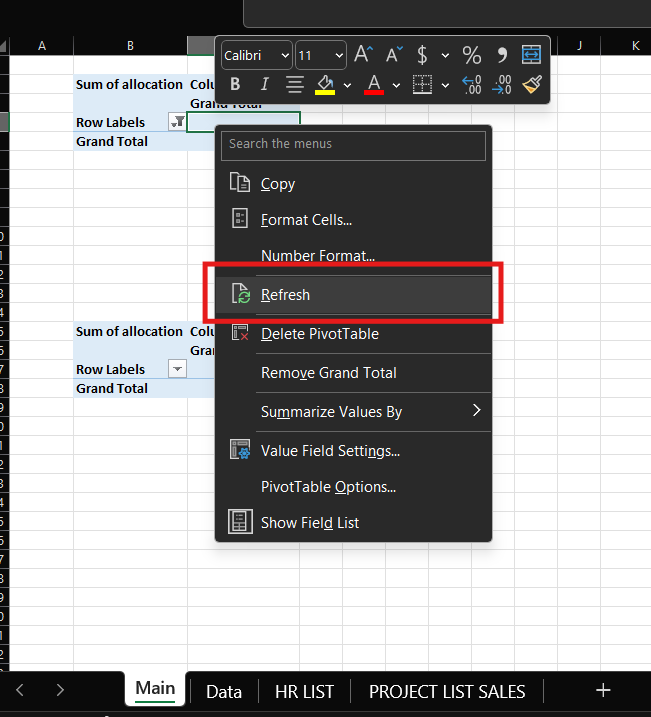 A B J K
Calibri 11 $ % ,
B I A .00 .00
Sum of allocation Colu
Grand Total
Row Labels
Grand Total
Search the menus
Copy
Format Cells...
Number Format...
Refresh
Delete PivotTable
Remove Grand Total
Summarize Values By
Value Field Settings...
PivotTable Options...
Show Field List
Sum of allocation Colu
Gran
Row Labels
Grand Total
Main Data HR LIST PROJECT LIST SALES